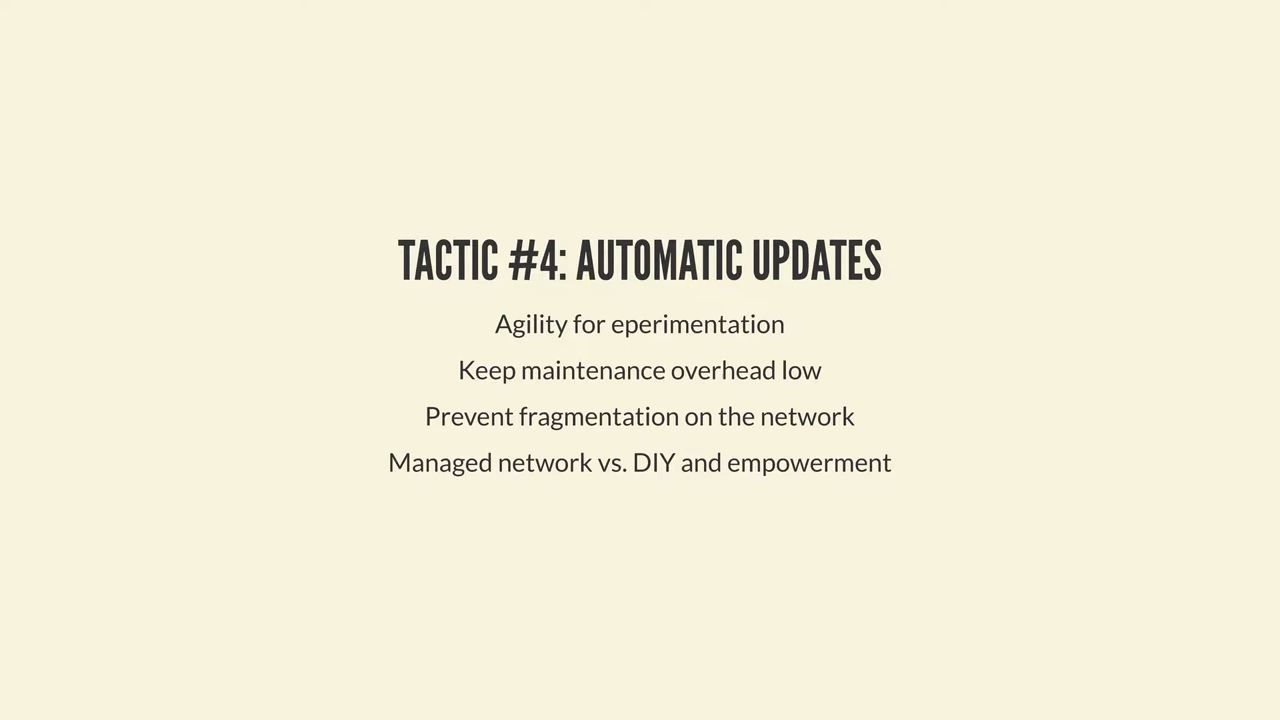 TACTIC #4: AUTOMATIC UPDATES
Agility for eperimentation
Keep maintenance overhead low
Prevent fragmentation on the network
Managed network vs. DIY and empowerment